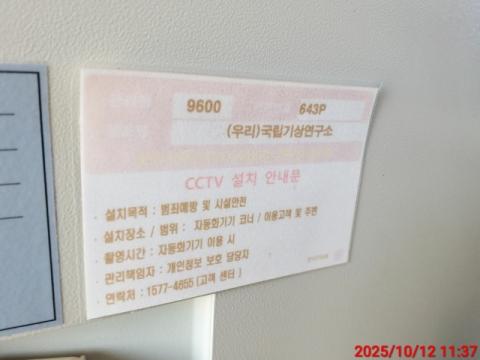 9600 643P
(우리)국립기상연구소
CCTV 설치 안내문
· 설치목적 : 범죄예방 및 시설안전
· 설치장소 / 범위 : 자동화기기 코너 / 이용고객 및 주변
· 촬영시간 : 자동화기기 이용 시
· 관리책임자 : 개인정보 보호 담당자
· 연락처 : 1577-4655 (고객 센터)
2025/10/12 11:37